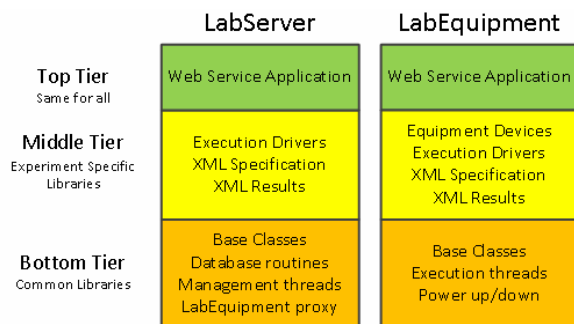 LabServer
LabEquipment
Top Tier
Same for all
Web Service Application
Web Service Application
Middle Tier
Experiment Specific
Libraries
Execution Drivers
XML Specification
XML Results
Equipment Devices
Execution Drivers
XML Specification
XML Results
Bottom Tier
Common Libraries
Base Classes
Database routines
Management threads
LabEquipment proxy
Base Classes
Execution threads
Power up/down